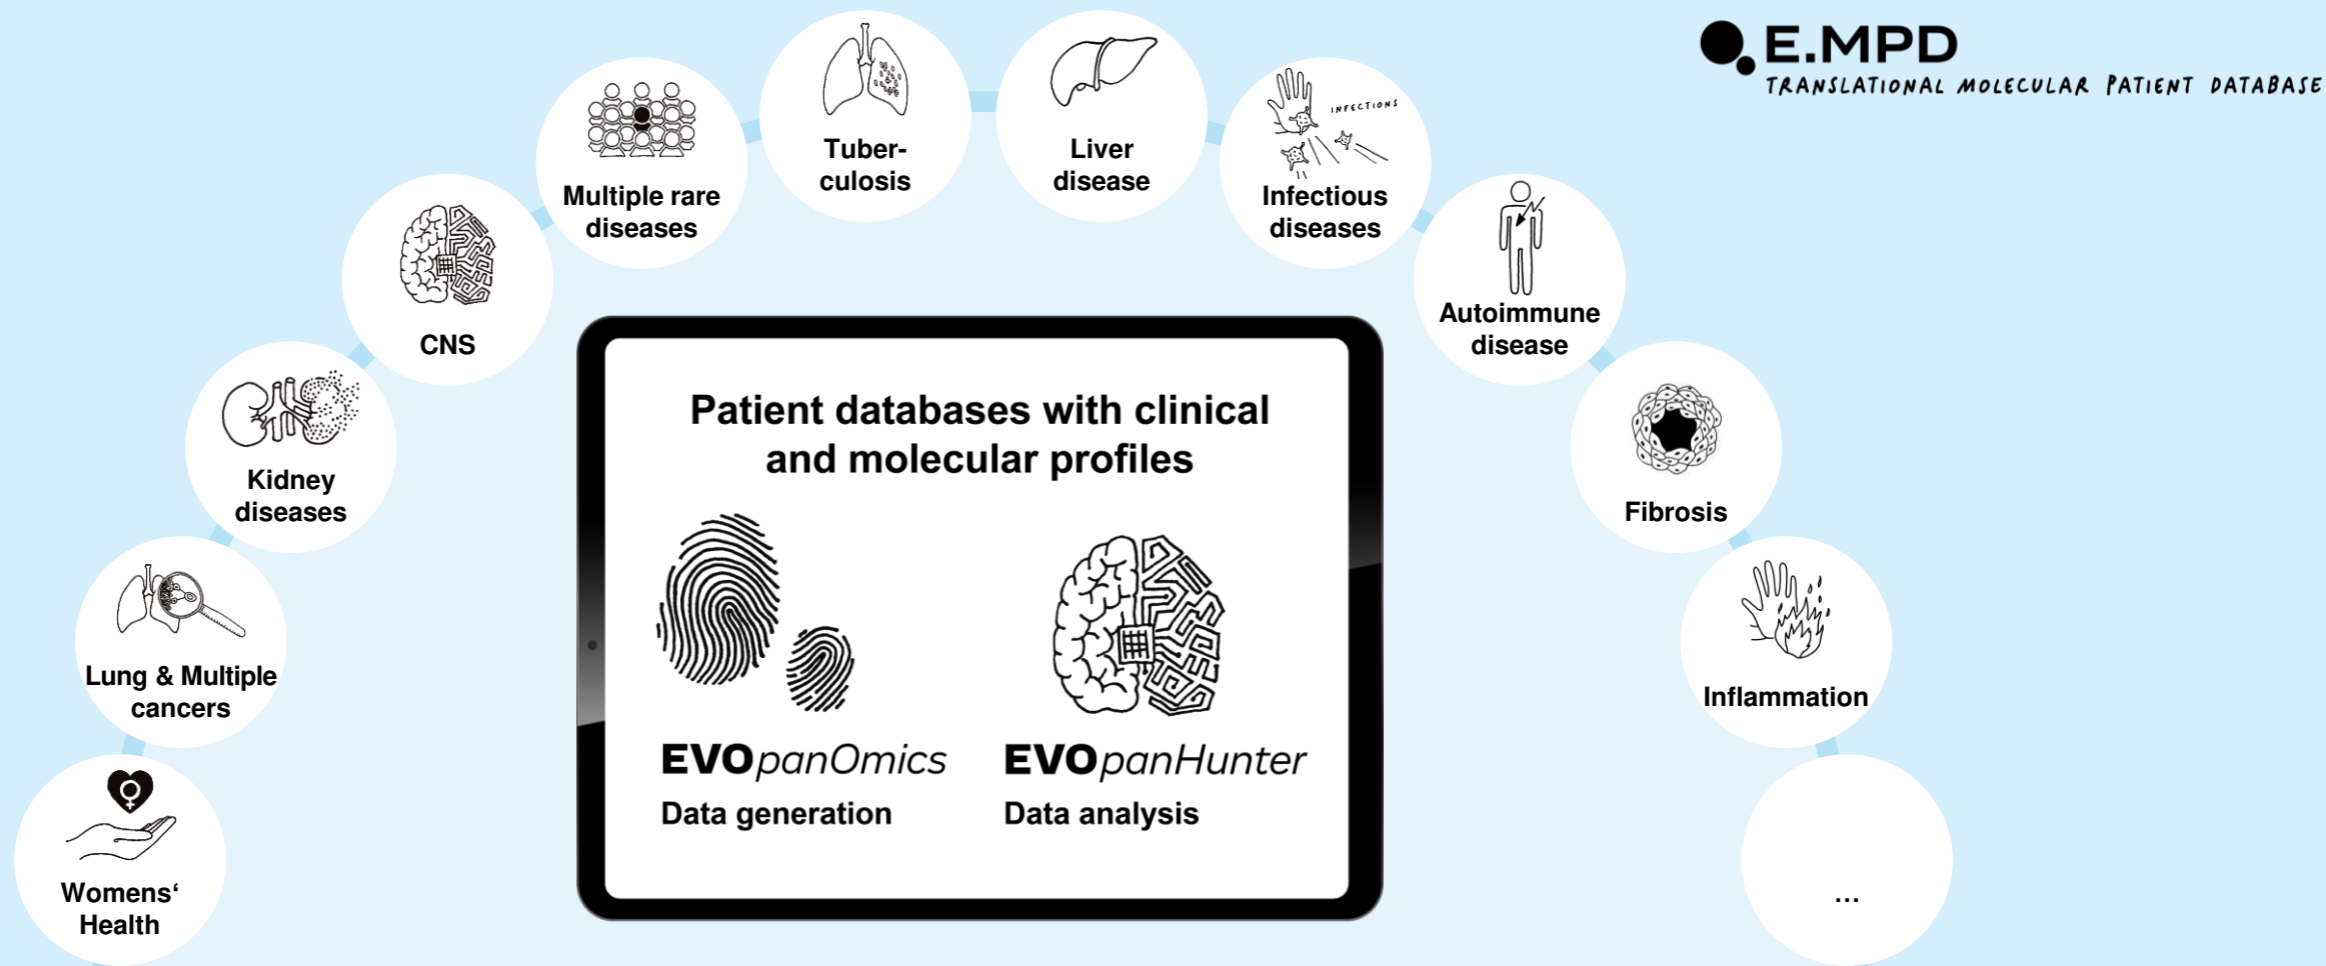 E.MPD
TRANSLATIONAL MOLECULAR PATIENT DATABASE
Womens‘
Health
Lung & Multiple
cancers
Kidney
diseases
CNS
Multiple rare
diseases
Tuber-
culosis
Liver
disease
INFECTIONS
Infectious
diseases
Autoimmune
disease
Fibrosis
Inflammation
...
Patient databases with clinical
and molecular profiles
EVOpanOmics
Data generation
EVOpanHunter
Data analysis